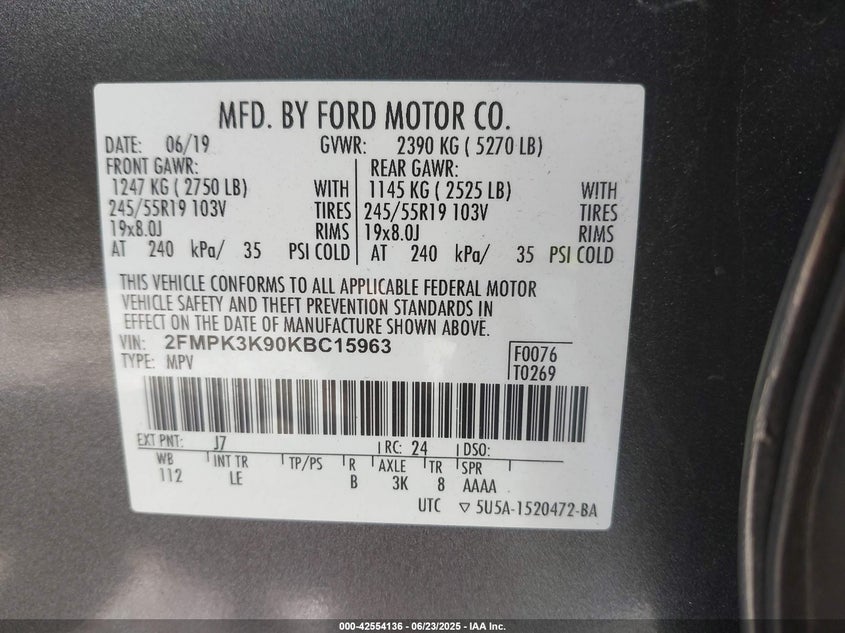 MFD. BY FORD MOTOR CO.
DATE: 06/19 GVWR: 2390 KG ( 5270 LB)
FRONT GAWR: REAR GAWR:
1247 KG ( 2750 LB) WITH 1145 KG ( 2525 LB) WITH
245/55R19 103V TIRES 245/55R19 103V TIRES
19x8.0J RIMS 19x8.0J RIMS
AT 240 kPa/ 35 PSI COLD AT 240 kPa/ 35 PSI COLD
THIS VEHICLE CONFORMS TO ALL APPLICABLE FEDERAL MOTOR
VEHICLE SAFETY AND THEFT PREVENTION STANDARDS IN
EFFECT ON THE DATE OF MANUFACTURE SHOWN ABOVE.
VIN: 2FMPK3K90KBC15963
TYPE: MPV
F0076
T0269
EXT PNT: J7 RC: 24 DSO:
WB INT TR TP/PS R AXLE TR SPR
112 LE B 3K 8 AAAA
UTC ▽ 5U5A-1520472-BA
000-42554136 - 06/23/2025 - IAA Inc.